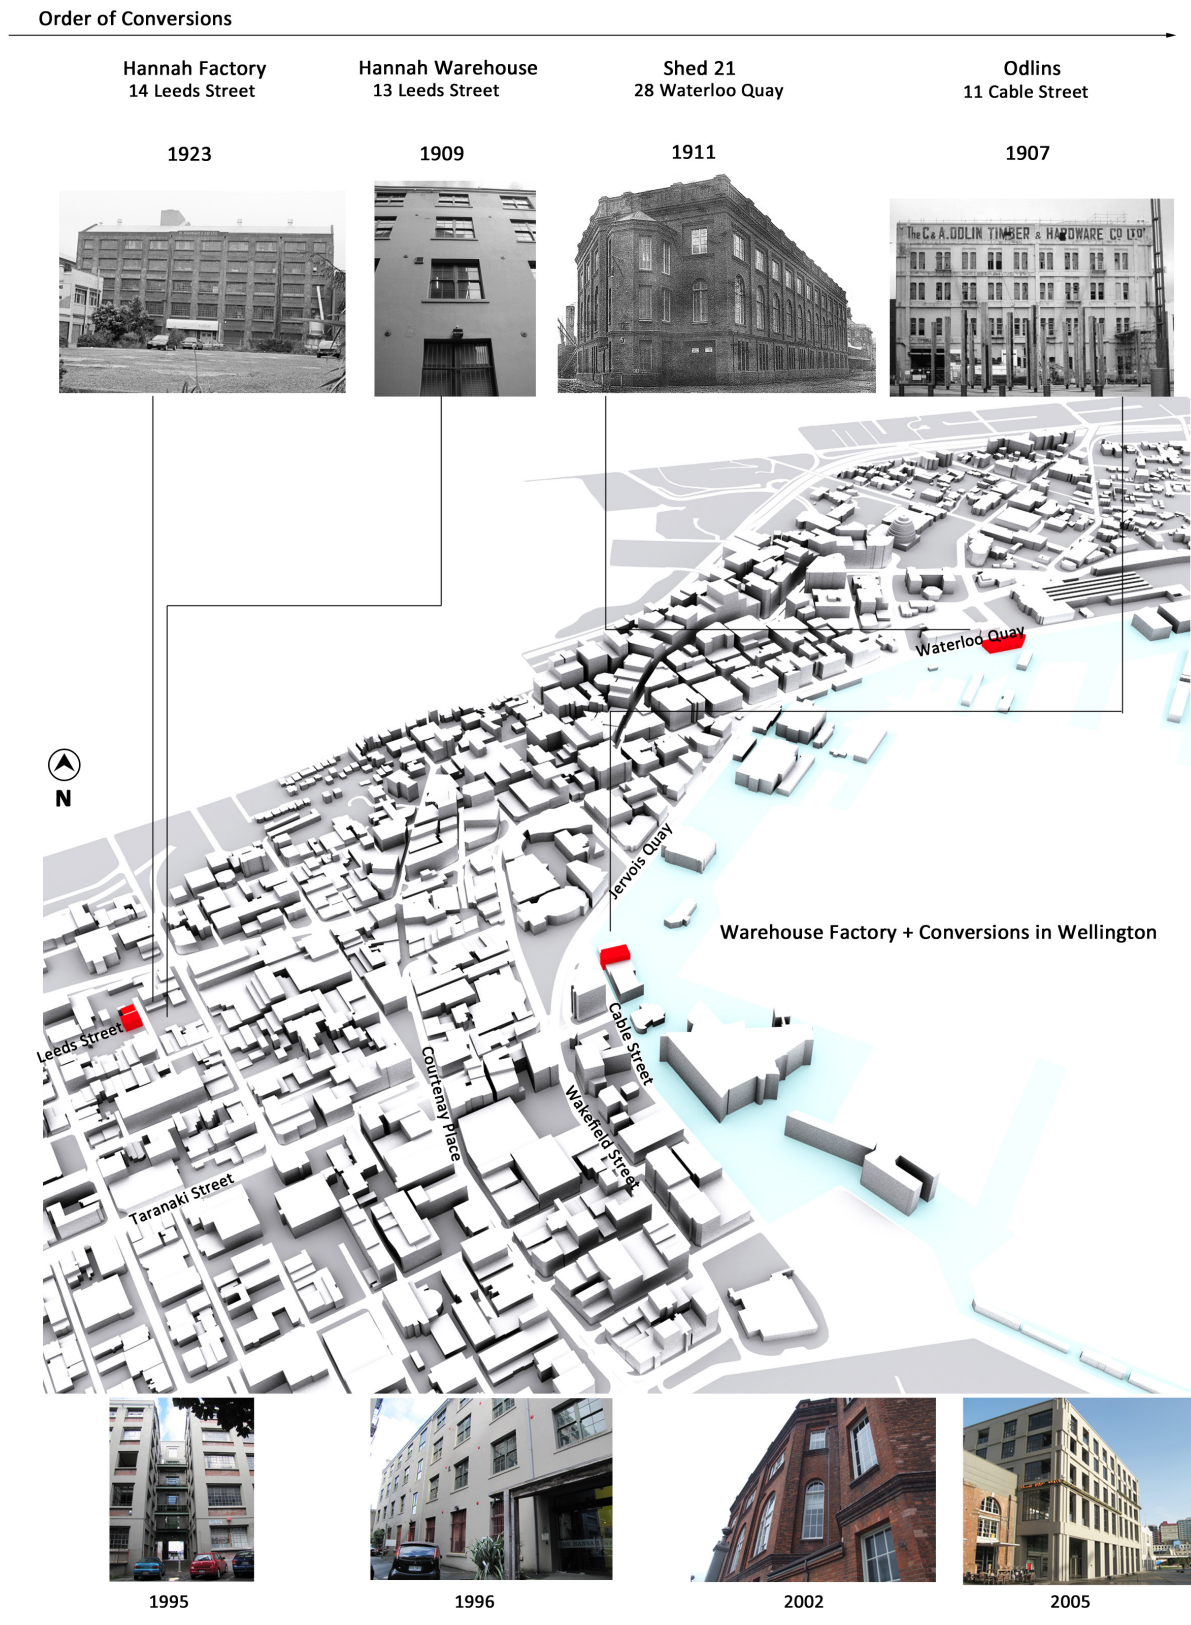 Order of Conversions
Hannah Factory
14 Leeds Street
Hannah Warehouse
13 Leeds Street
Shed 21
28 Waterloo Quay
Odlins
11 Cable Street
1923
1909
1911
1907
The C & A. ODLIN TIMBER & HARDWARE CO LTD
Waterloo Quay
N
Jervois Quay
Warehouse Factory + Conversions in Wellington
Leeds Street
Cable Street
Courtenay Place
Wakefield Street
Taranaki Street
1995
1996
2002
2005